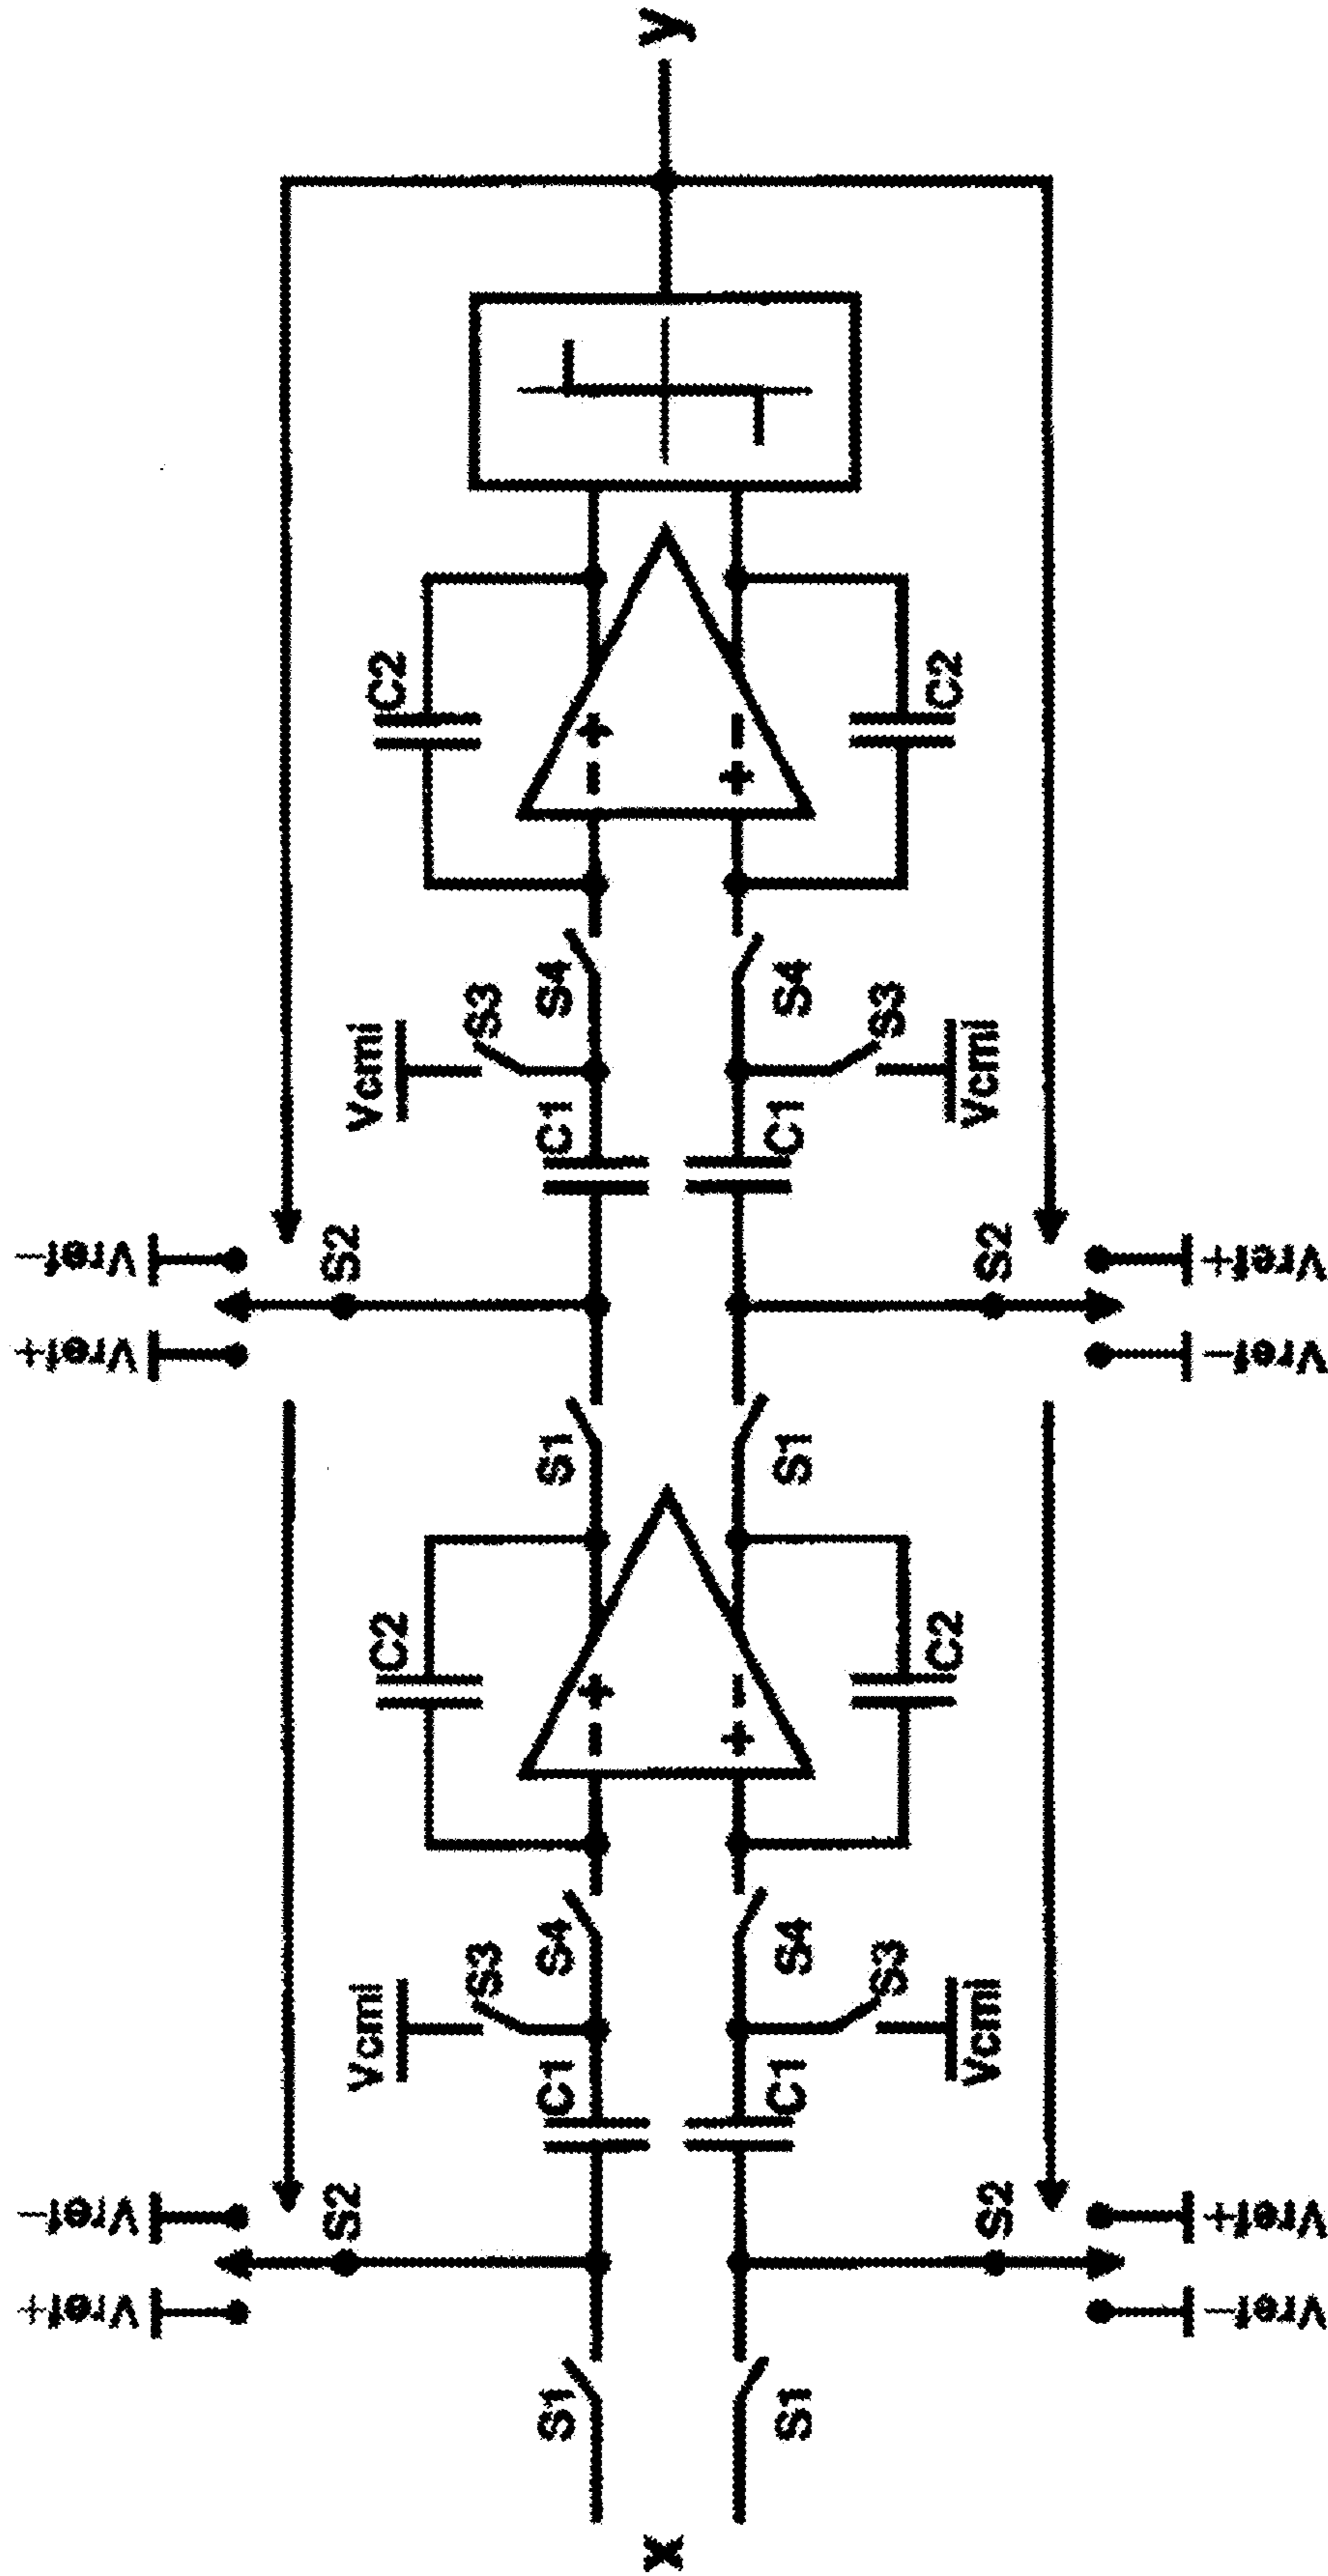 Vref+
Vref−
Vref+
Vref−
S2
Vcmi
C2
S2
Vcmi
C2
S3
S3
S1
C1
S4
S1
C1
S4
x
− +
+ −
− +
+ −
y
S1
C1
S4
S1
C1
S4
S3
S3
S2
Vcmi
C2
S2
Vcmi
C2
Vref−
Vref+
Vref−
Vref+